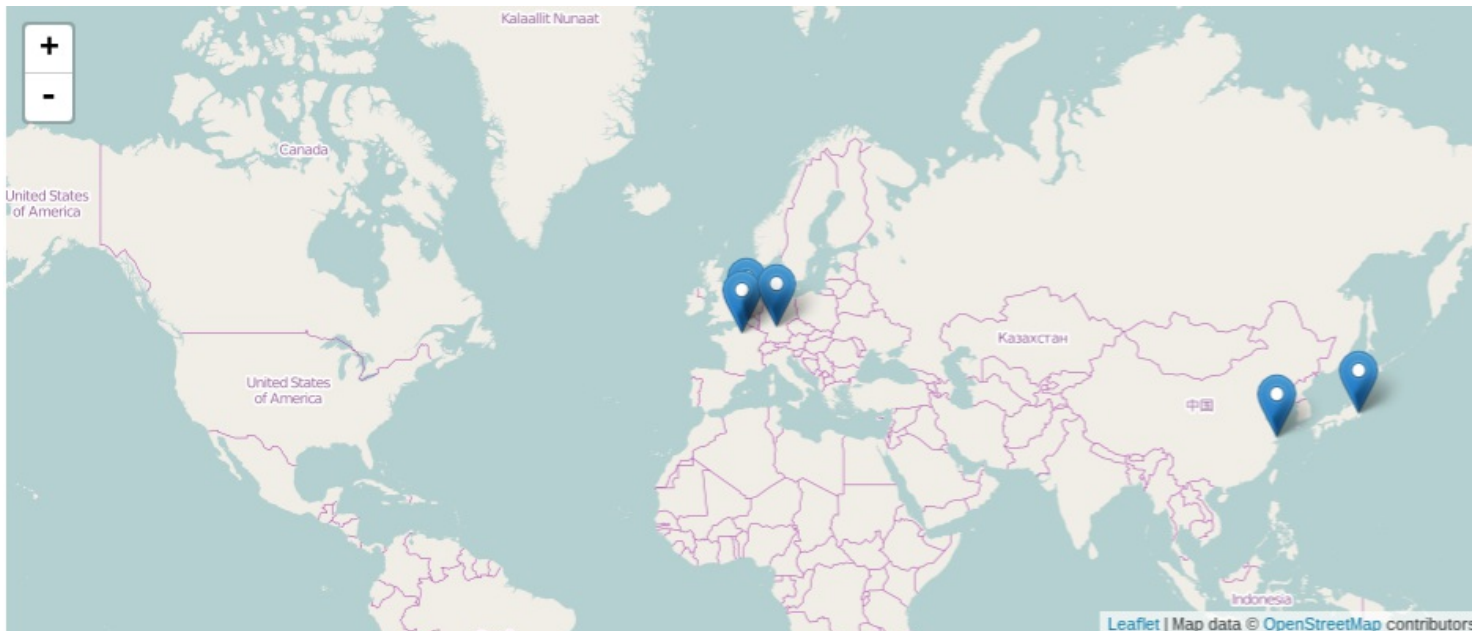 Kalaallit Nunaat
+
-
Canada
United States
of America
Казахстан
United States
of America
中国
Indonesia
Leaflet | Map data © OpenStreetMap contributors